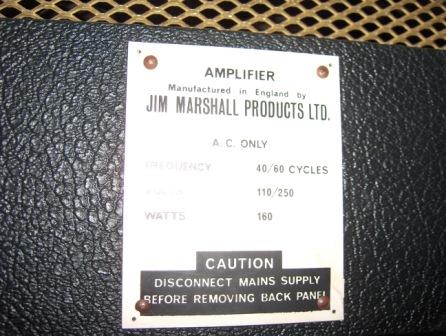 AMPLIFIER
Manufactured in England by
JIM MARSHALL PRODUCTS LTD.
A.C. ONLY
FREQUENCY 40/60 CYCLES
VOLTS 110/250
WATTS 160
CAUTION
DISCONNECT MAINS SUPPLY
BEFORE REMOVING BACK PANEL